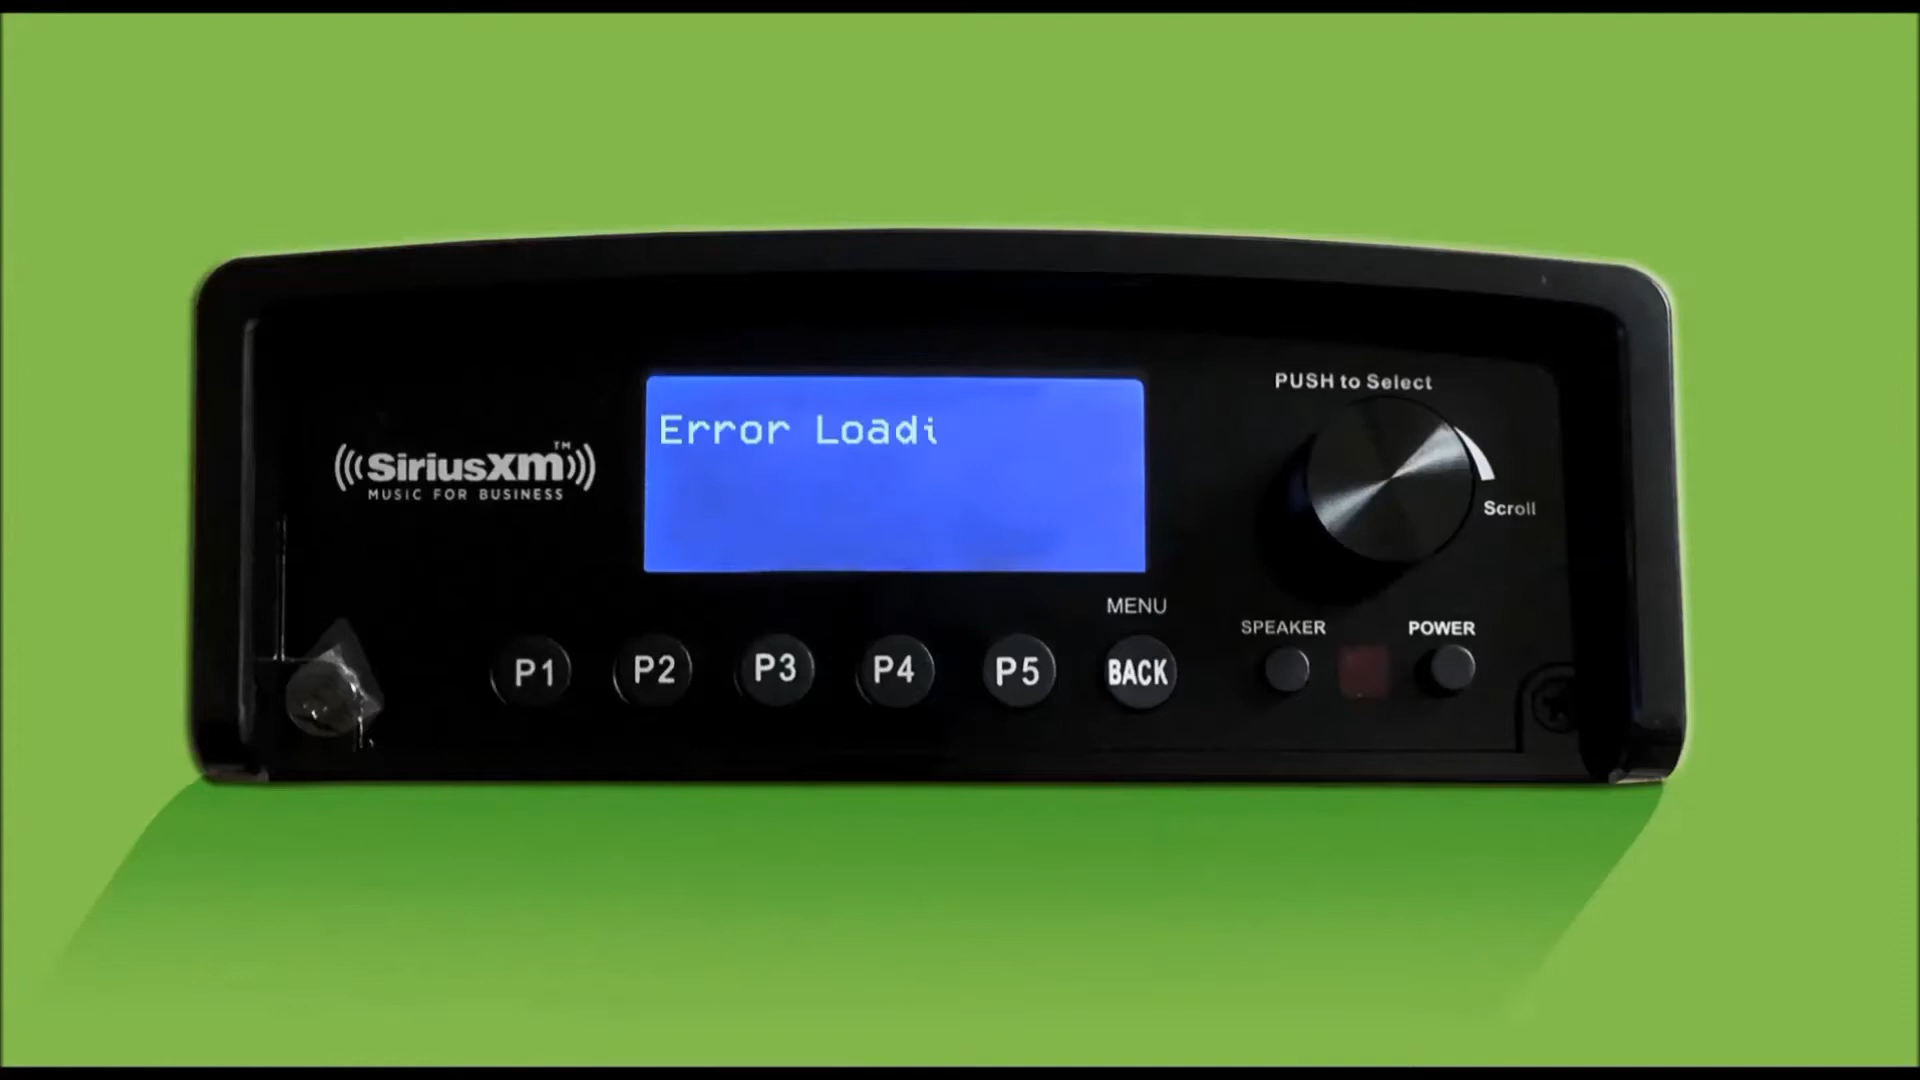 Error Loadi
PUSH to Select
((( SiriusXM )))™
MUSIC FOR BUSINESS
Scroll
MENU
SPEAKER
POWER
P1 P2 P3 P4 P5 BACK